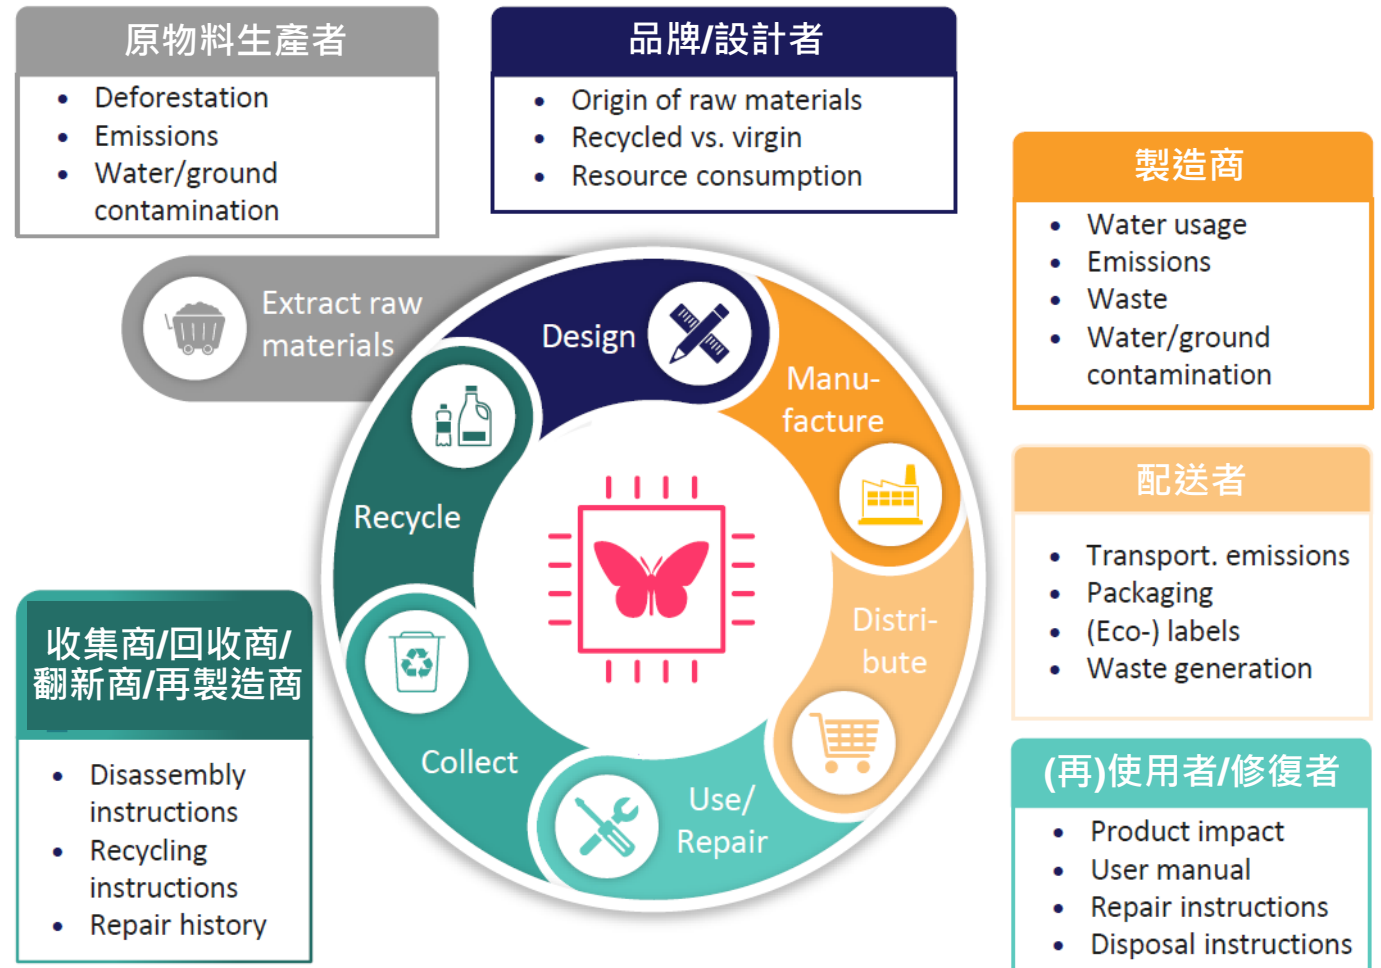 原物料生產者
• Deforestation
• Emissions
• Water/ground
contamination
品牌/設計者
• Origin of raw materials
• Recycled vs. virgin
• Resource consumption
製造商
• Water usage
• Emissions
• Waste
• Water/ground
contamination
Extract raw
materials
Design
Manu-
facture
Recycle
Distri-
bute
Collect
Use/
Repair
配送者
• Transport. emissions
• Packaging
• (Eco-) labels
• Waste generation
收集商/回收商/
翻新商/再製造商
• Disassembly
instructions
• Recycling
instructions
• Repair history
(再)使用者/修復者
• Product impact
• User manual
• Repair instructions
• Disposal instructions